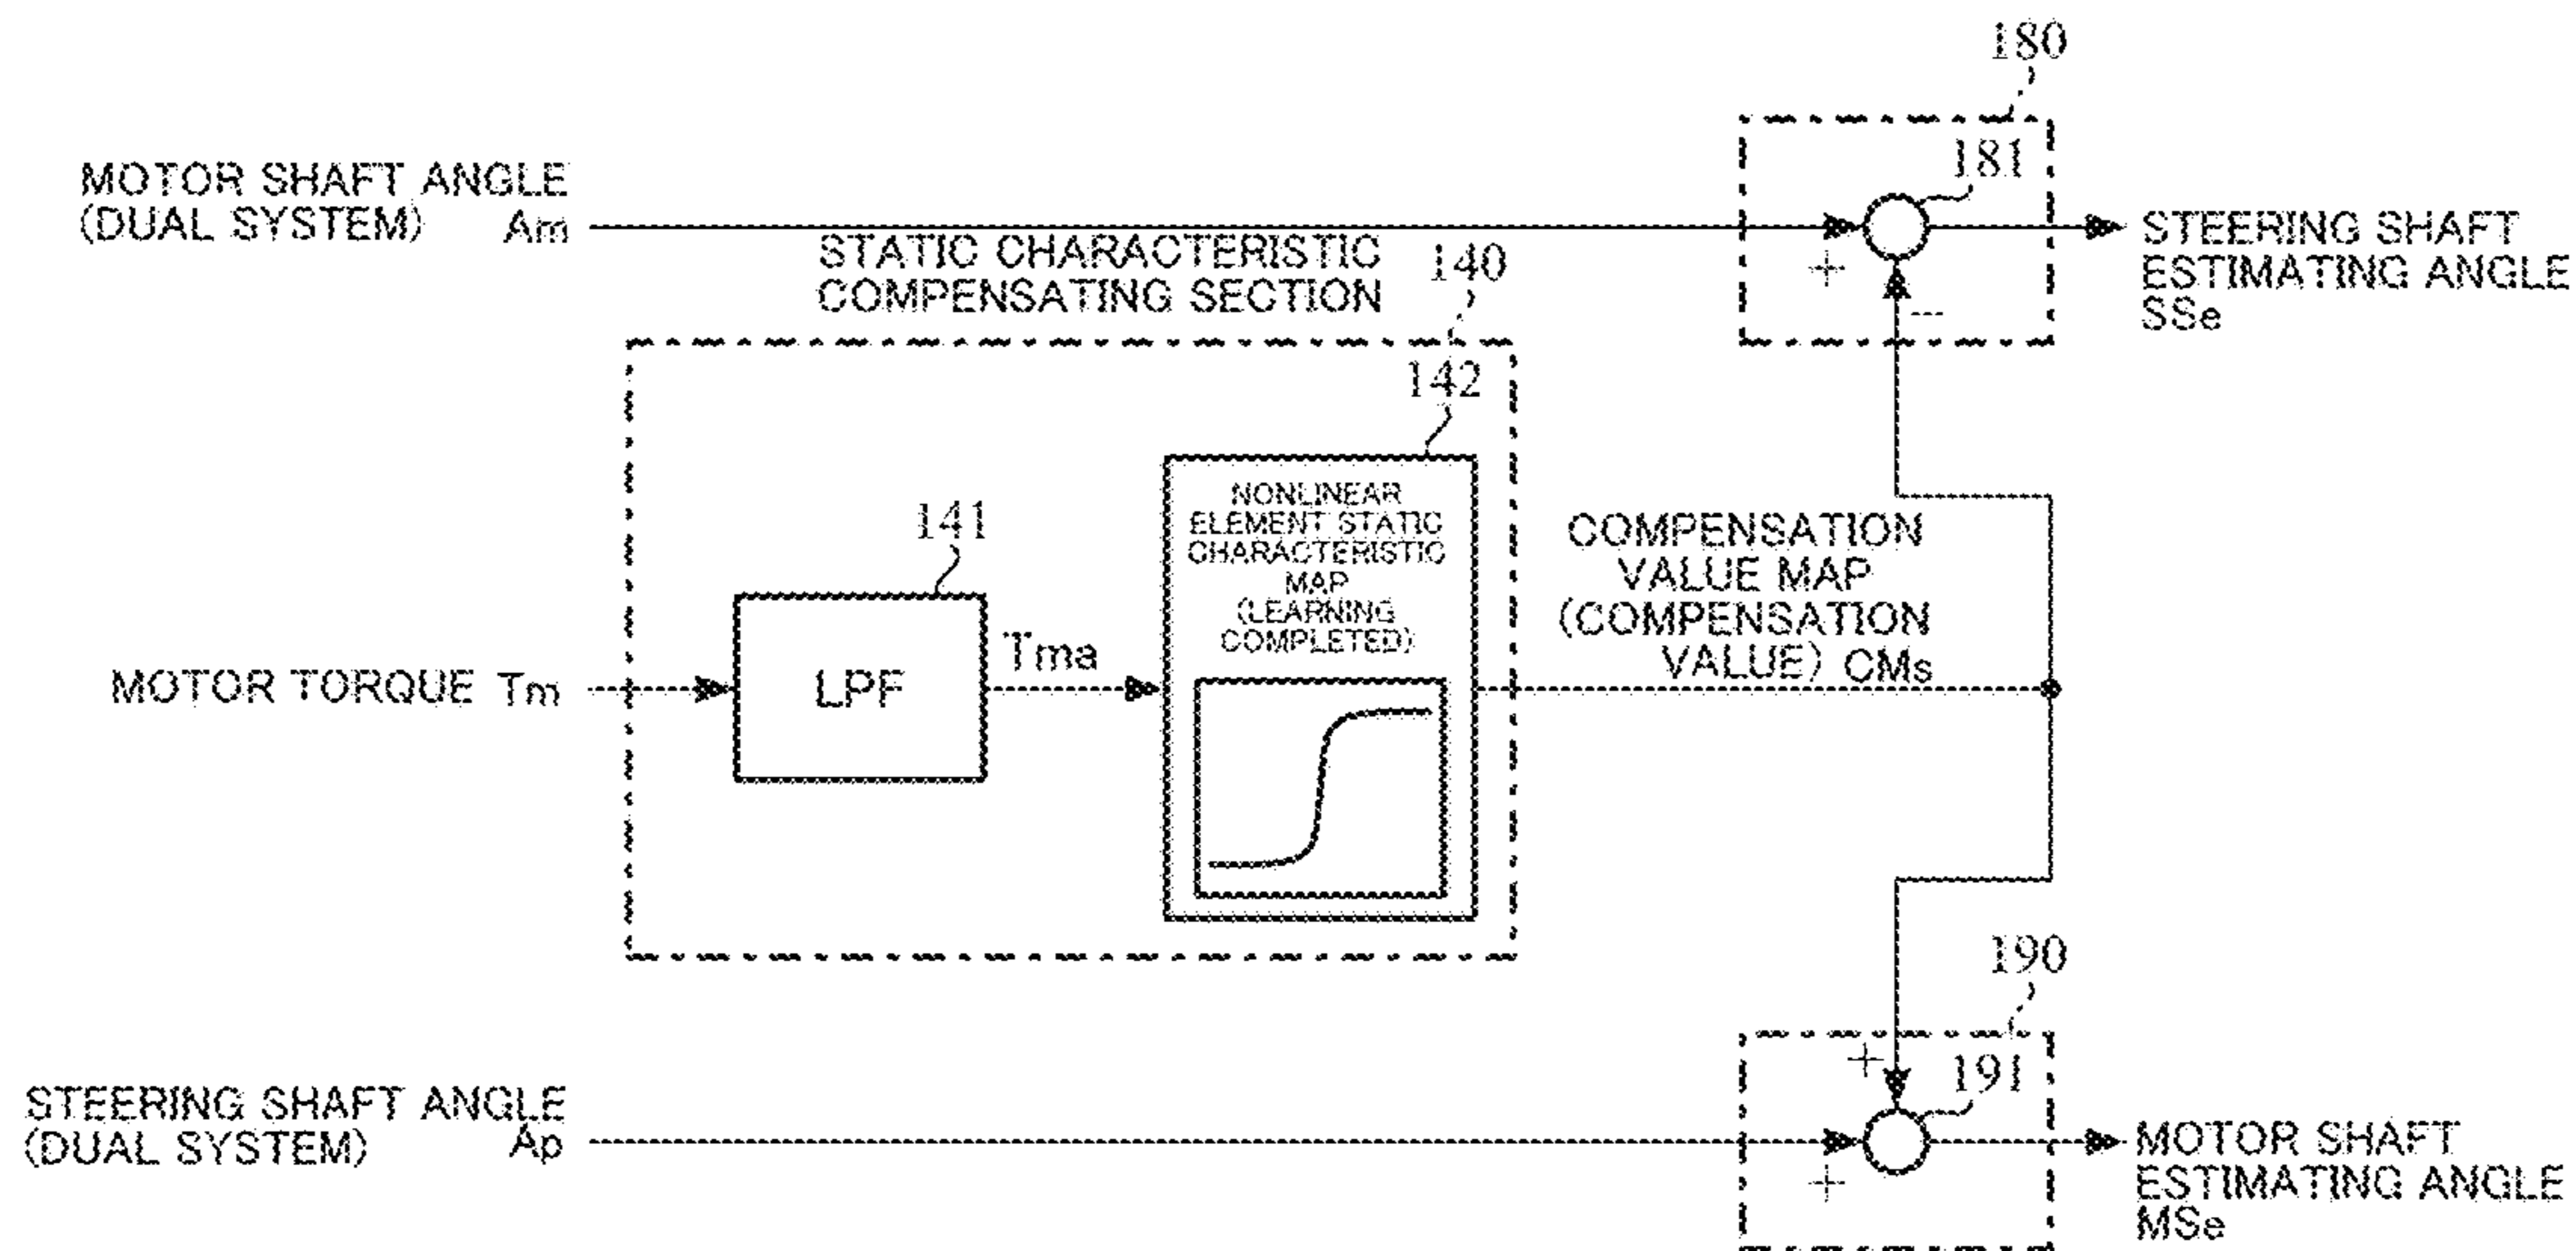 180
181
MOTOR SHAFT ANGLE
(DUAL SYSTEM) Am
+
−
STEERING SHAFT
ESTIMATING ANGLE
SSe
STATIC CHARACTERISTIC
COMPENSATING SECTION
140
142
141
NONLINEAR
ELEMENT STATIC
CHARACTERISTIC
MAP
(LEARNING
COMPLETED)
MOTOR TORQUE Tm
LPF
Tma
COMPENSATION
VALUE MAP
(COMPENSATION
VALUE) CMs
190
191
+
STEERING SHAFT ANGLE
(DUAL SYSTEM) Ap
+
MOTOR SHAFT
ESTIMATING ANGLE
MSe